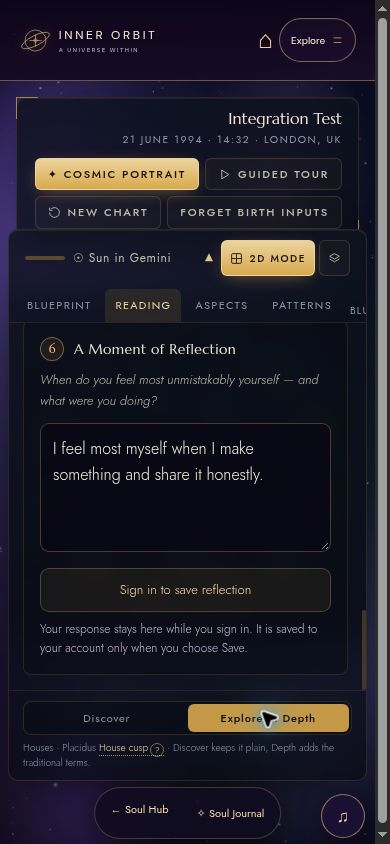 INNER ORBIT
A UNIVERSE WITHIN
Explore
Integration Test
21 JUNE 1994 · 14:32 · LONDON, UK
✦ COSMIC PORTRAIT
GUIDED TOUR
NEW CHART
FORGET BIRTH INPUTS
☉ Sun in Gemini
2D MODE
BLUEPRINT READING ASPECTS PATTERNS BLU
6 A Moment of Reflection
When do you feel most unmistakably yourself — and
what were you doing?
I feel most myself when I make
something and share it honestly.
Sign in to save reflection
Your response stays here while you sign in. It is saved to
your account only when you choose Save.
Discover
Explore Depth
Houses · Placidus House cusp ? · Discover keeps it plain, Depth adds the
traditional terms.
← Soul Hub
✧ Soul Journal
♫